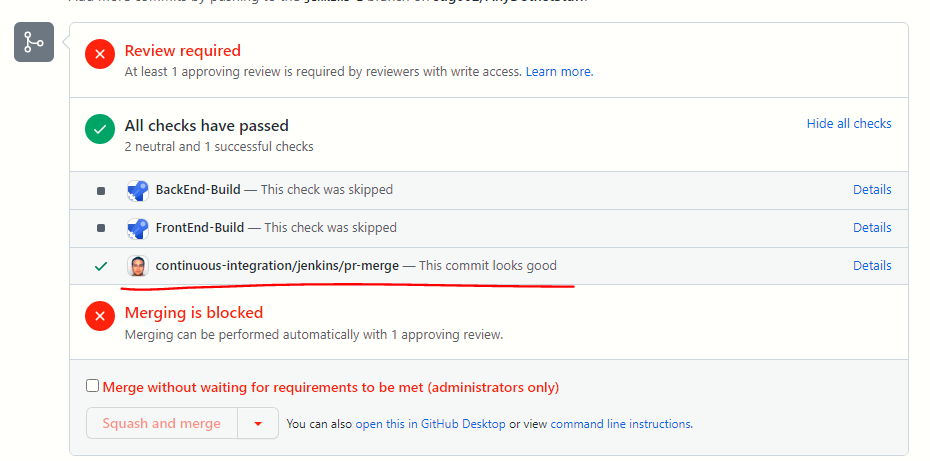 Review required
At least 1 approving review is required by reviewers with write access. Learn more.
All checks have passed
Hide all checks
2 neutral and 1 successful checks
BackEnd-Build — This check was skipped
Details
FrontEnd-Build — This check was skipped
Details
continuous-integration/jenkins/pr-merge — This commit looks good
Details
Merging is blocked
Merging can be performed automatically with 1 approving review.
Merge without waiting for requirements to be met (administrators only)
Squash and merge
You can also open this in GitHub Desktop or view command line instructions.